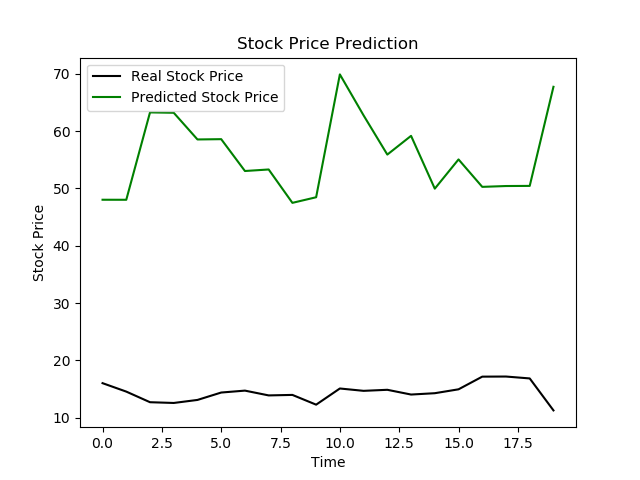 Stock Price Prediction
Real Stock Price
Predicted Stock Price
70
60
50
40
30
20
10
Stock Price
0.0 2.5 5.0 7.5 10.0 12.5 15.0 17.5
Time